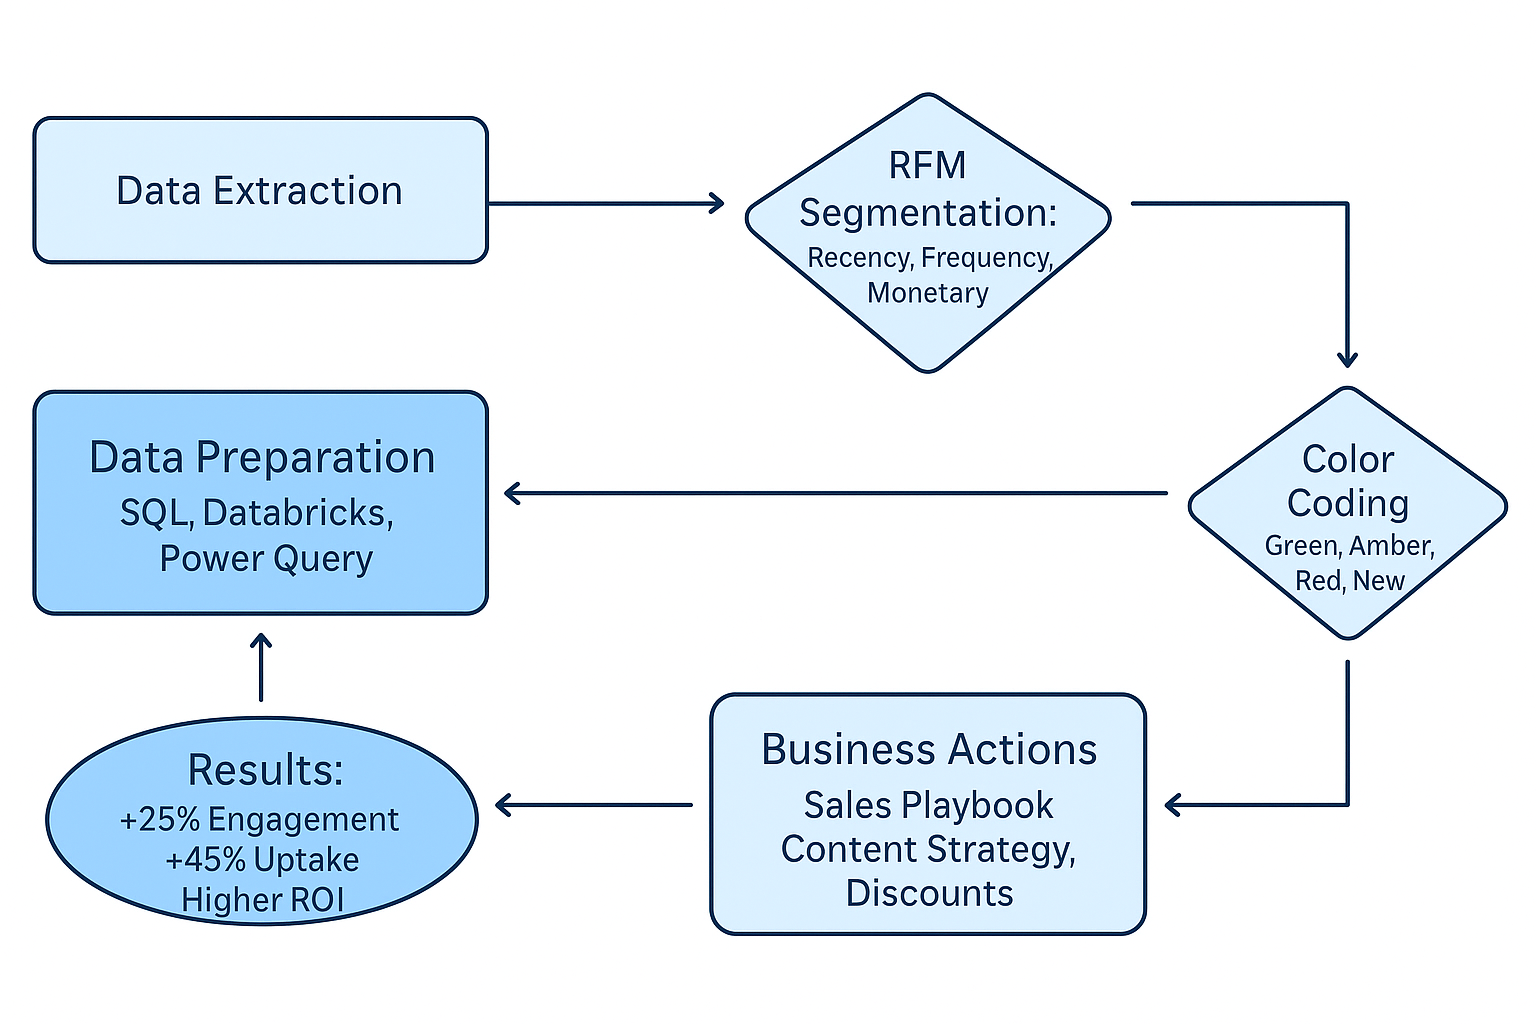 Data Extraction
RFM
Segmentation:
Recency, Frequency,
Monetary
Data Preparation
SQL, Databricks,
Power Query
Color
Coding
Green, Amber,
Red, New
Results:
+25% Engagement
+45% Uptake
Higher ROI
Business Actions
Sales Playbook
Content Strategy,
Discounts